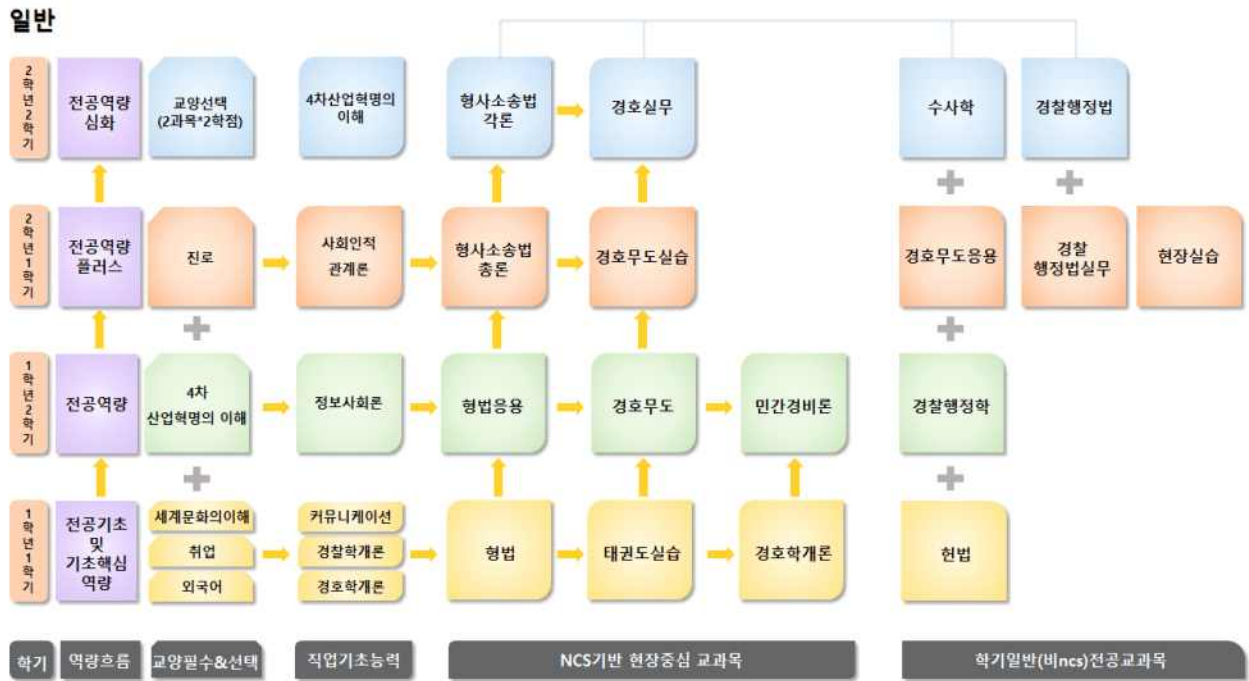 일반
2학년2학기
전공역량
심화
교양선택
(2과목*2학점)
4차산업혁명의
이해
형사소송법
각론
경호실무
수사학
경찰행정법
2학년1학기
전공역량
플러스
진로
사회인적
관계론
형사소송법
총론
경호무도실습
경호무도응용
경찰
행정법실무
현장실습
1학년2학기
전공역량
4차
산업혁명의 이해
정보사회론
형법응용
경호무도
민간경비론
경찰행정학
1학년1학기
전공기초
및
기초핵심
역량
세계문화의이해
취업
외국어
커뮤니케이션
경찰학개론
경호학개론
형법
태권도실습
경호학개론
헌법
학기
역량흐름
교양필수&선택
직업기초능력
NCS기반 현장중심 교과목
학기일반(비ncs)전공교과목